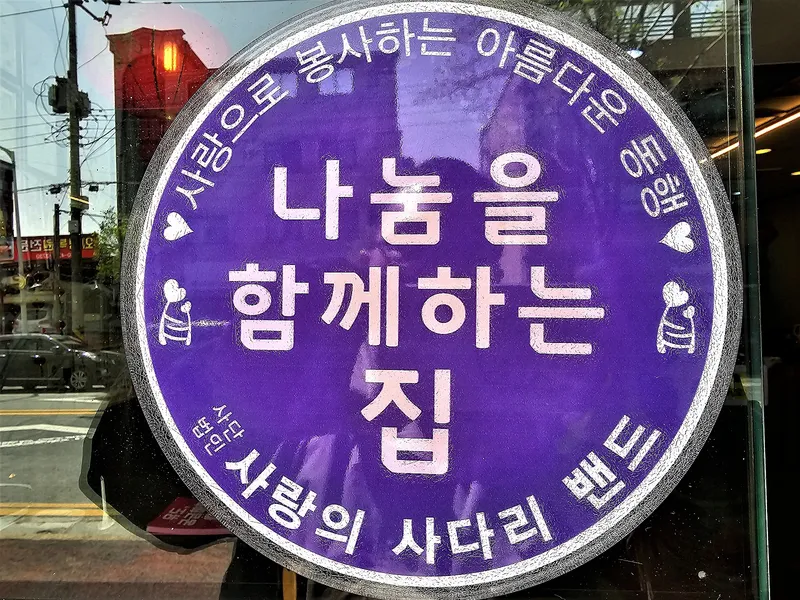 사랑으로 봉사하는 아름다운 동행
나눔을
함께하는
집
사단
법인
사랑의 사다리 밴드